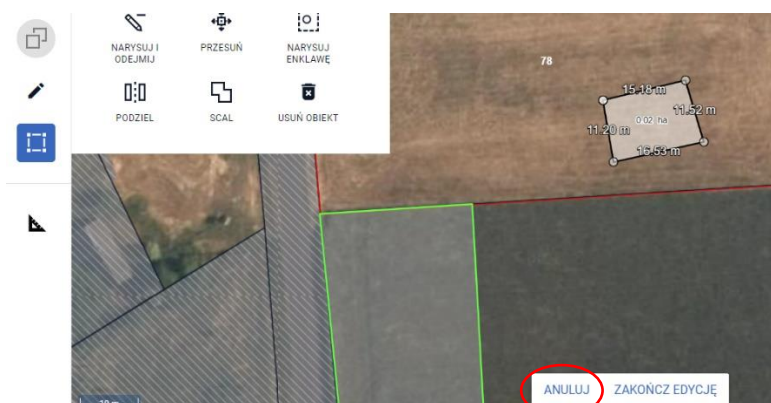 NARYSUJ I
ODEJMIJ
PRZESUŃ
NARYSUJ
ENKLAWĘ
PODZIEL
SCAL
USUŃ OBIEKT
78
15.18 m
11.52 m
0.02 ha
11.20 m
16.53 m
ANULUJ
ZAKOŃCZ EDYCJĘ